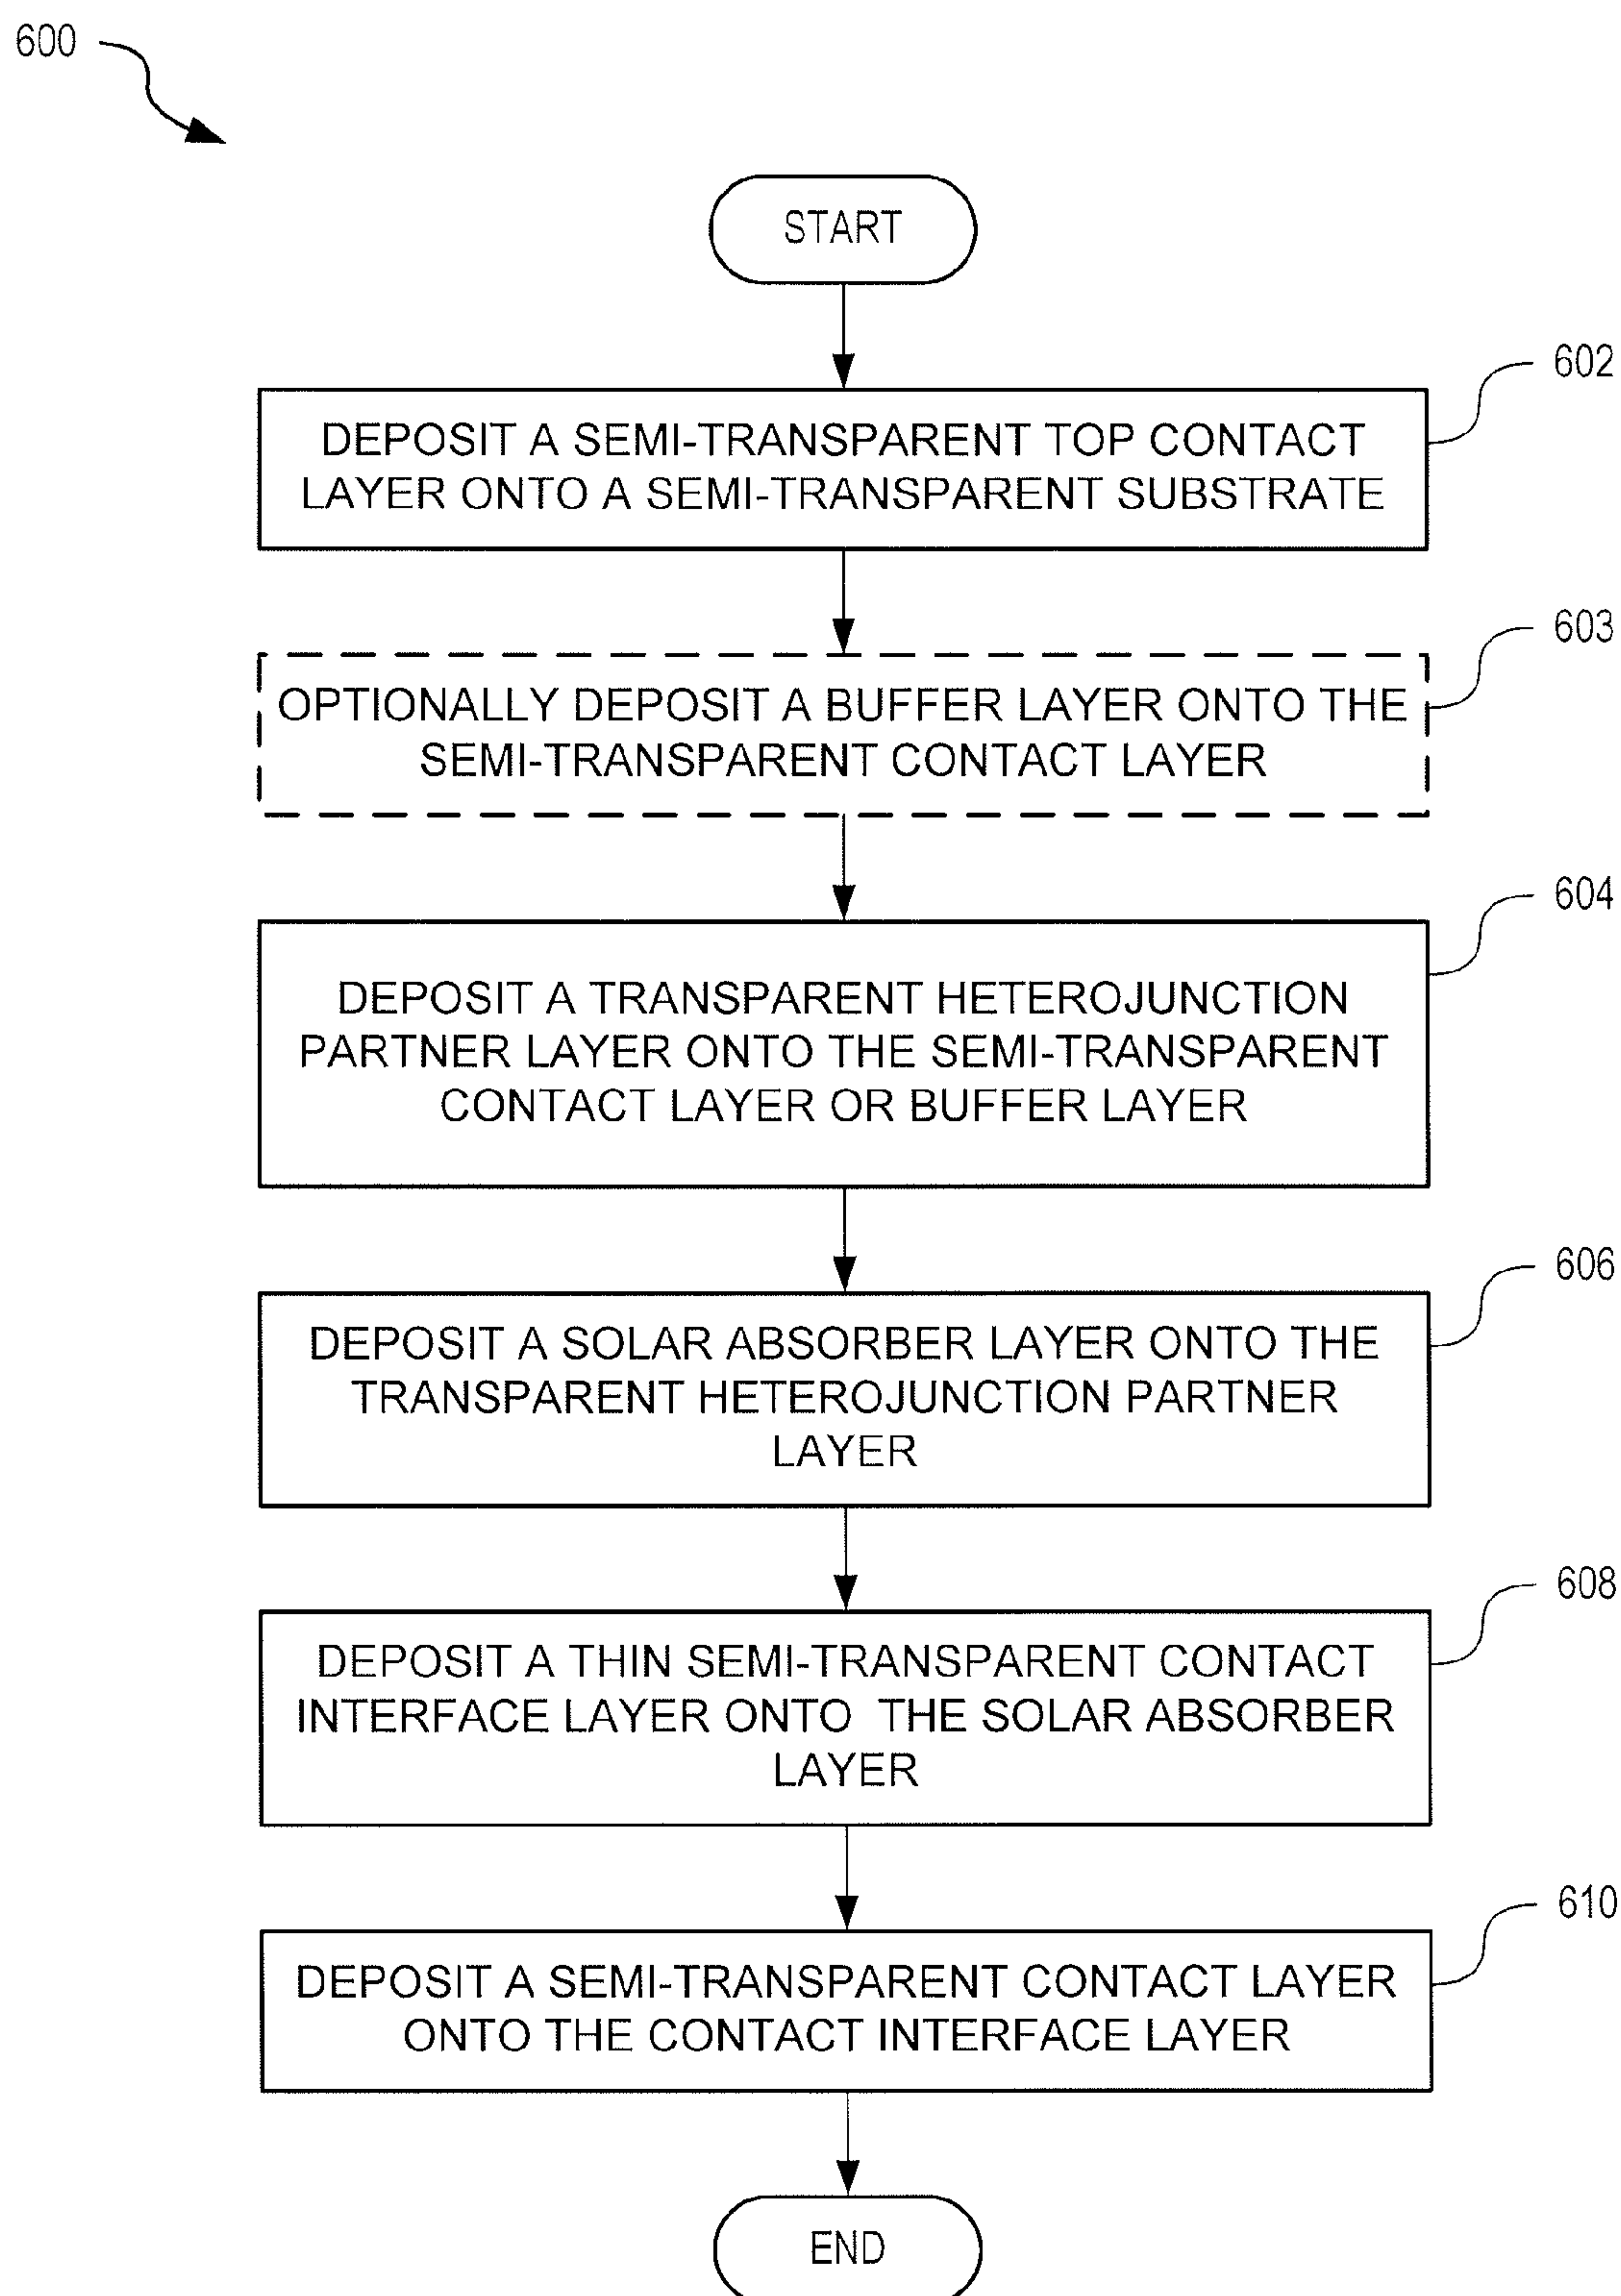 600
START
602
DEPOSIT A SEMI-TRANSPARENT TOP CONTACT
LAYER ONTO A SEMI-TRANSPARENT SUBSTRATE
603
OPTIONALLY DEPOSIT A BUFFER LAYER ONTO THE
SEMI-TRANSPARENT CONTACT LAYER
604
DEPOSIT A TRANSPARENT HETEROJUNCTION
PARTNER LAYER ONTO THE SEMI-TRANSPARENT
CONTACT LAYER OR BUFFER LAYER
606
DEPOSIT A SOLAR ABSORBER LAYER ONTO THE
TRANSPARENT HETEROJUNCTION PARTNER
LAYER
608
DEPOSIT A THIN SEMI-TRANSPARENT CONTACT
INTERFACE LAYER ONTO THE SOLAR ABSORBER
LAYER
610
DEPOSIT A SEMI-TRANSPARENT CONTACT LAYER
ONTO THE CONTACT INTERFACE LAYER
END